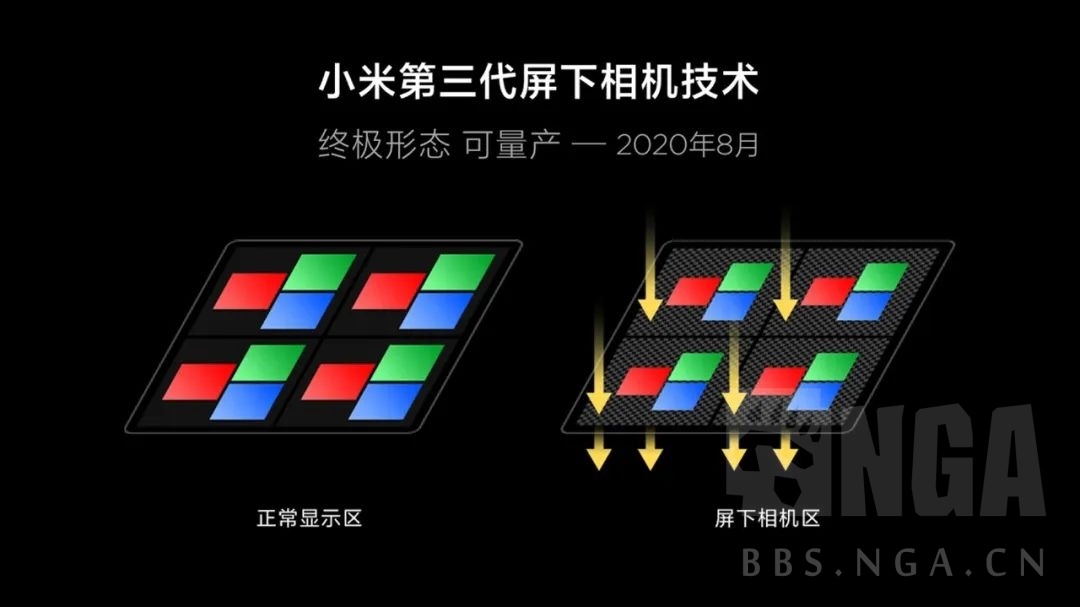 小米第三代屏下相机技术
终极形态 可量产 — 2020年8月
正常显示区
屏下相机区
NGA
BBS.NGA.CN